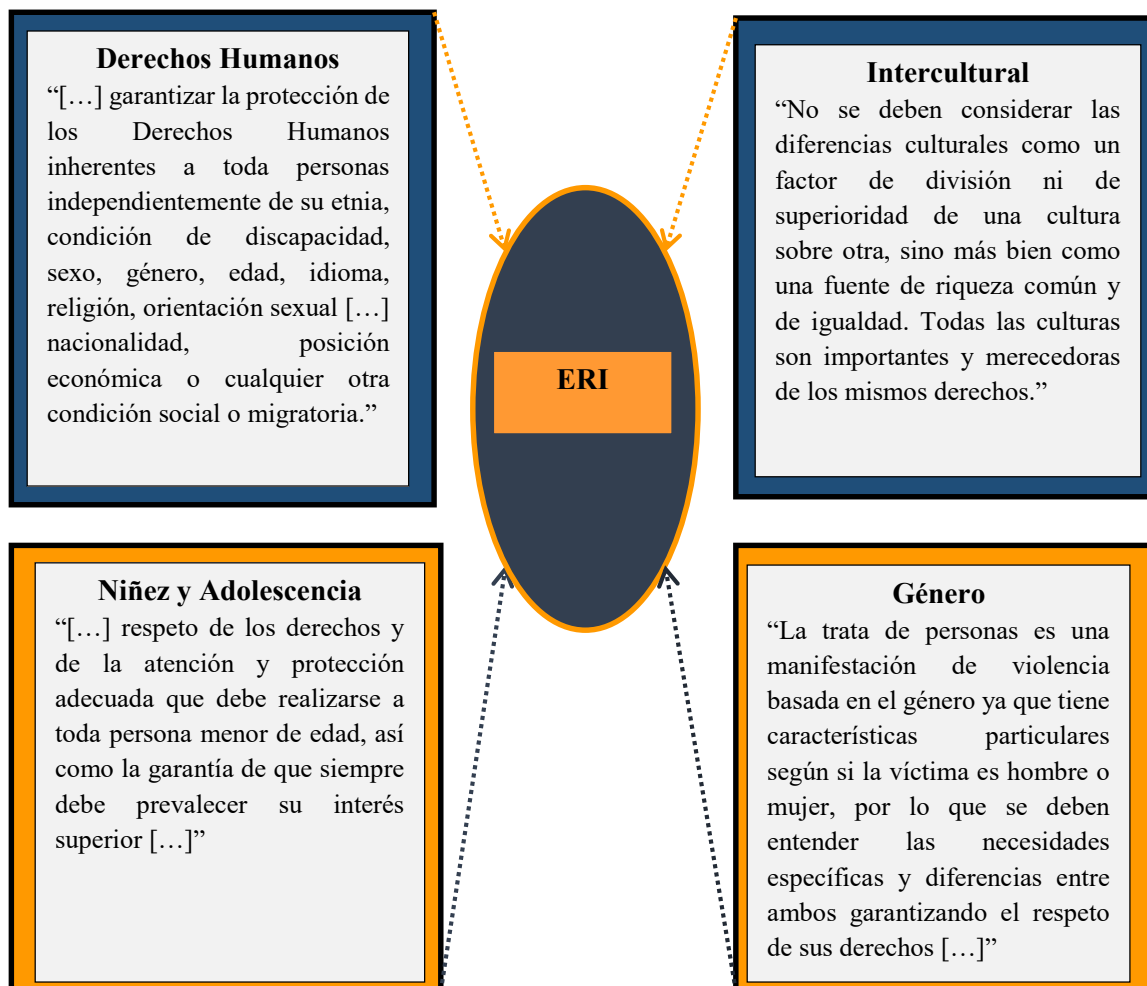 Derechos Humanos
“[…] garantizar la protección de
los Derechos Humanos
inherentes a toda personas
independientemente de su etnia,
condición de discapacidad,
sexo, género, edad, idioma,
religión, orientación sexual […]
nacionalidad, posición
económica o cualquier otra
condición social o migratoria.”
Intercultural
“No se deben considerar las
diferencias culturales como un
factor de división ni de
superioridad de una cultura
sobre otra, sino más bien como
una fuente de riqueza común y
de igualdad. Todas las culturas
son importantes y merecedoras
de los mismos derechos.”
ERI
Niñez y Adolescencia
“[…] respeto de los derechos y
de la atención y protección
adecuada que debe realizarse a
toda persona menor de edad, así
como la garantía de que siempre
debe prevalecer su interés
superior […]”
Género
“La trata de personas es una
manifestación de violencia
basada en el género ya que tiene
características particulares
según si la víctima es hombre o
mujer, por lo que se deben
entender las necesidades
específicas y diferencias entre
ambos garantizando el respeto
de sus derechos […]”